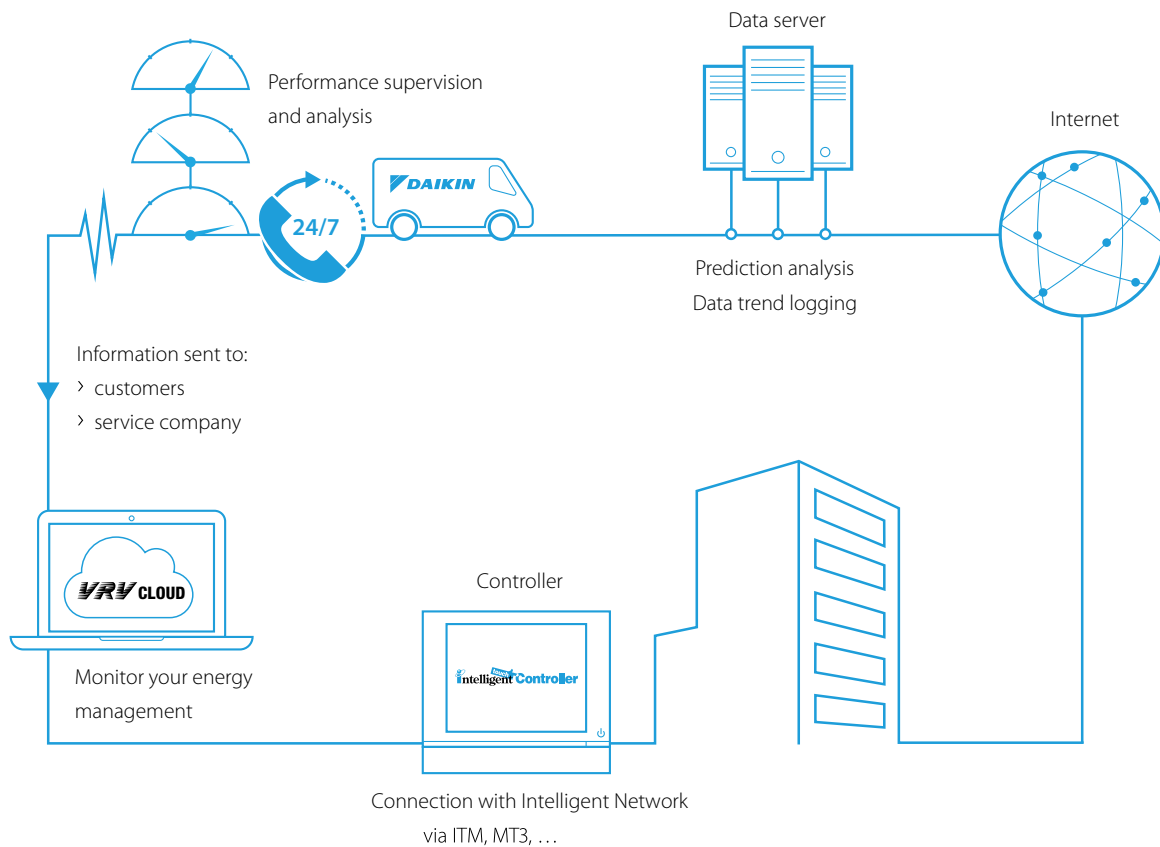 Data server
Performance supervision
and analysis
Internet
DAIKIN
24/7
Prediction analysis
Data trend logging
Information sent to:
› customers
› service company
VRV CLOUD
Controller
intelligent touch Controller
Monitor your energy
management
Connection with Intelligent Network
via ITM, MT3, …